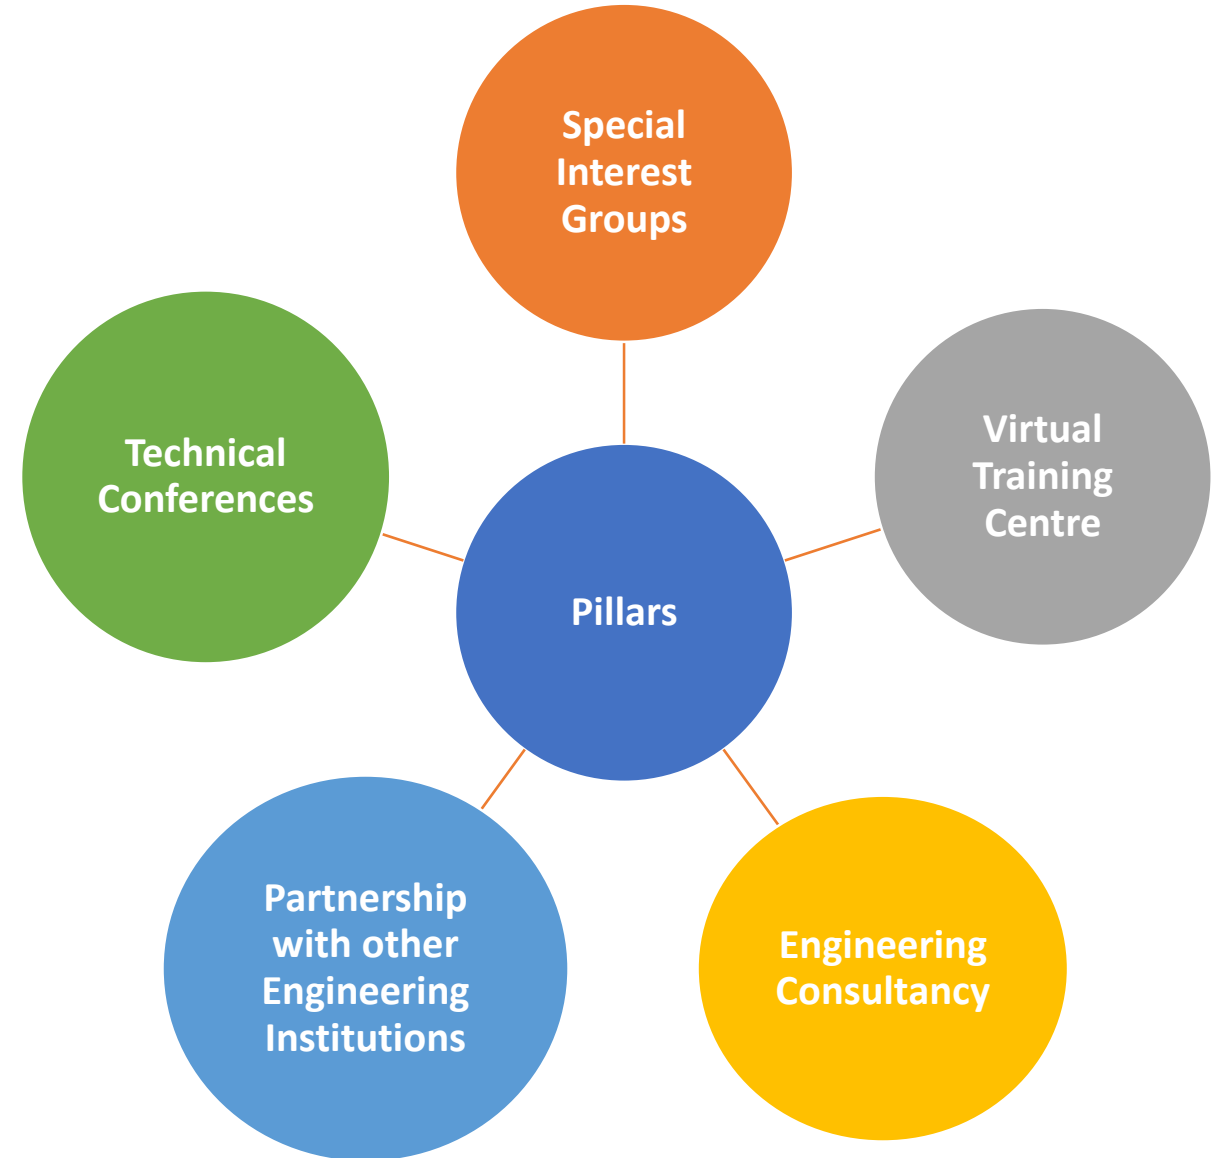 Special
Interest
Groups
Virtual
Training
Centre
Technical
Conferences
Pillars
Partnership
with other
Engineering
Institutions
Engineering
Consultancy